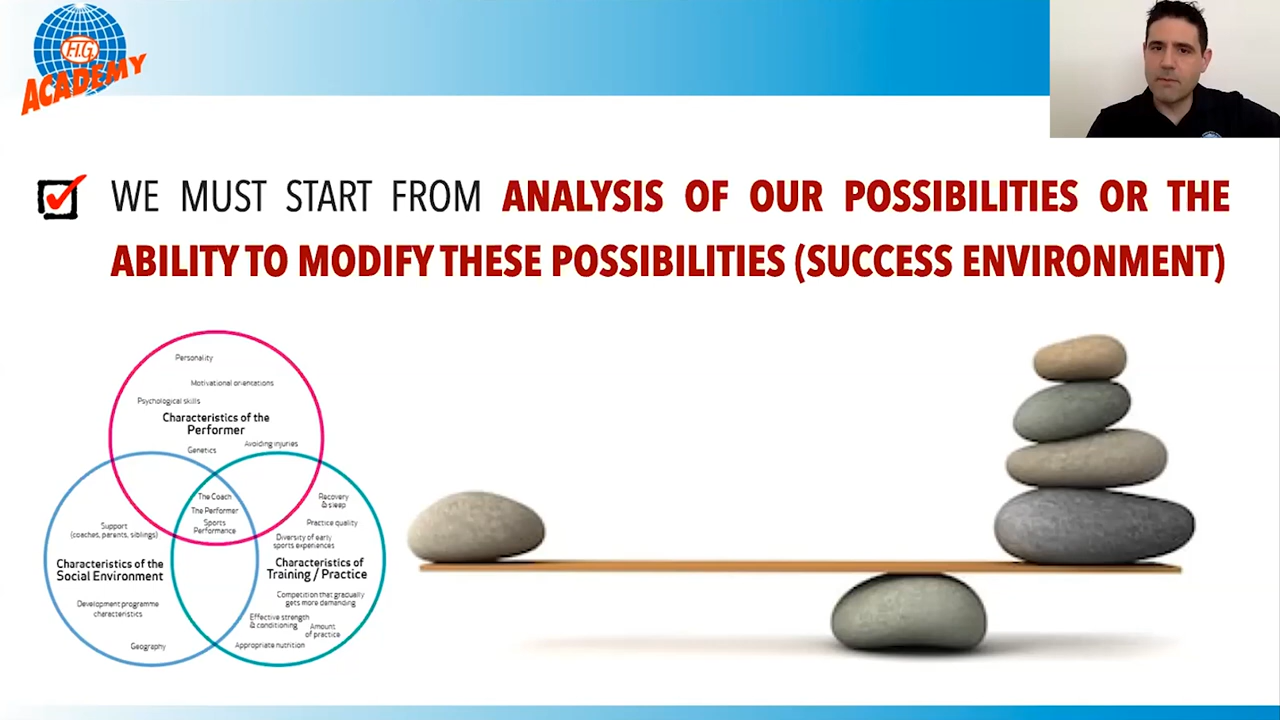 F.I.G.
ACADEMY
WE MUST START FROM ANALYSIS OF OUR POSSIBILITIES OR THE
ABILITY TO MODIFY THESE POSSIBILITIES (SUCCESS ENVIRONMENT)
Personality
Motivational orientations
Psychological skills
Characteristics of the
Performer
Avoiding injuries
Genetics
The Coach
The Performer
Sports
Performance
Support
(coaches, parents, siblings)
Characteristics of the
Social Environment
Development programme
characteristics
Geography
Recovery
& sleep
Practice quality
Diversity of early
sports experiences
Characteristics of
Training / Practice
Competition that gradually
gets more demanding
Effective strength
& conditioning
Amount
of practice
Appropriate nutrition